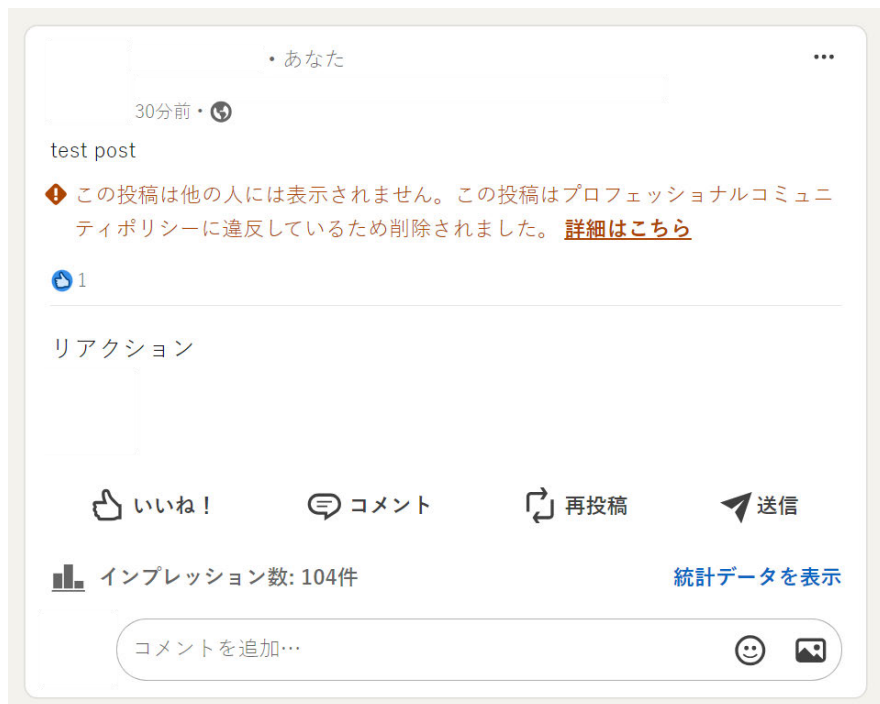 • あなた
30分前・
test post
この投稿は他の人には表示されません。この投稿はプロフェッショナルコミュニ
ティポリシーに違反しているため削除されました。 詳細はこちら
1
リアクション
いいね！ コメント 再投稿 送信
インプレッション数: 104件 統計データを表示
コメントを追加…